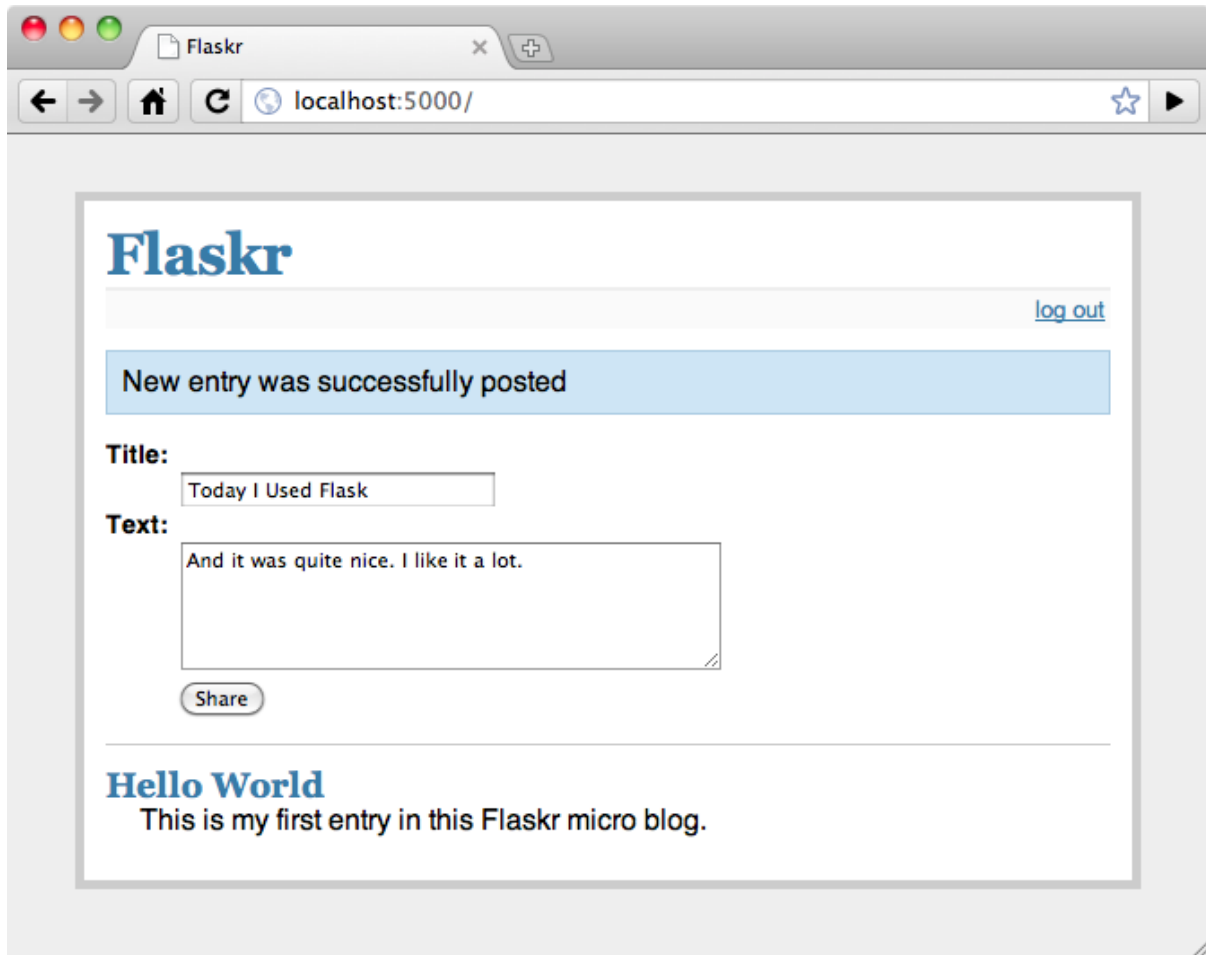 Flaskr
localhost:5000/
Flaskr
log out
New entry was successfully posted
Title:
Today I Used Flask
Text:
And it was quite nice. I like it a lot.
Share
Hello World
This is my first entry in this Flaskr micro blog.